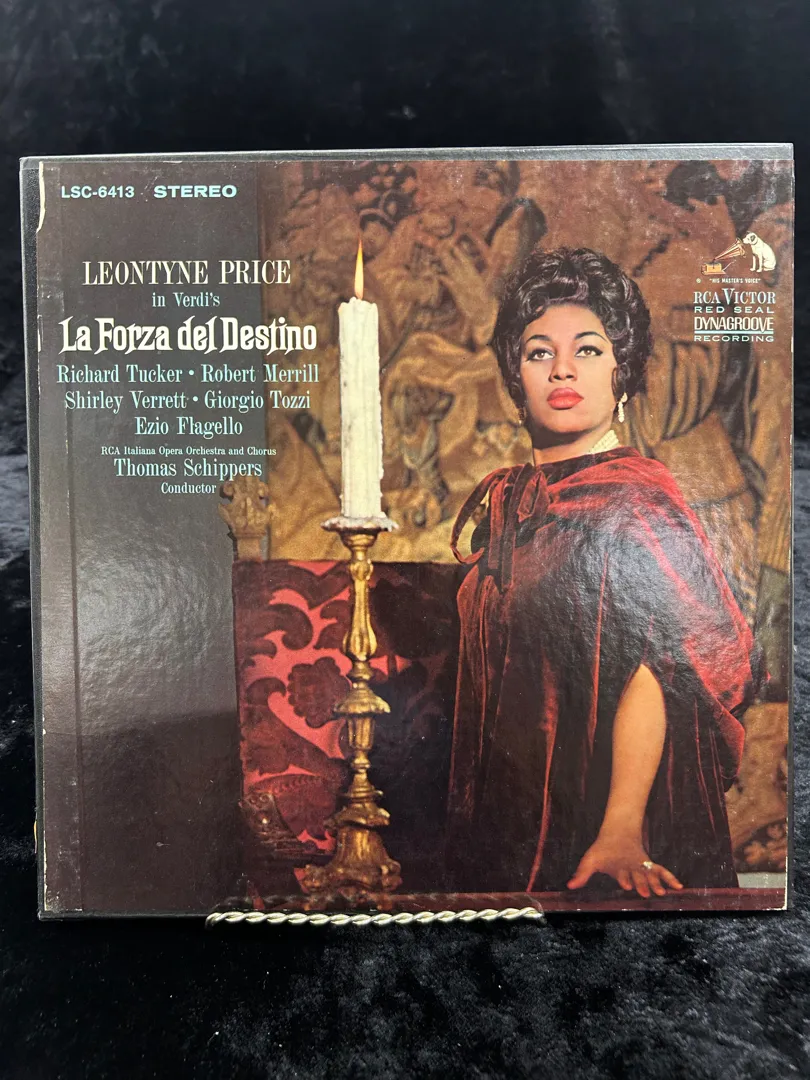 LSC-6413 STEREO
LEONTYNE PRICE
in Verdi's
La Forza del Destino
Richard Tucker • Robert Merrill
Shirley Verrett • Giorgio Tozzi
Ezio Flagello
RCA Italiana Opera Orchestra and Chorus
Thomas Schippers
Conductor
"HIS MASTER'S VOICE"
RCA VICTOR
RED SEAL
DYNAGROOVE
RECORDING